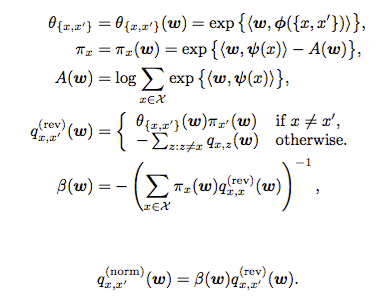 θ_{\{x,x'\}} = θ_{\{x,x'\}}(𝒘) = exp {⟨𝒘, ϕ({x, x'})⟩},
π_x = π_x(𝒘) = exp {⟨𝒘, ψ(x)⟩ − A(𝒘)},
A(𝒘) = log ∑_{x∈𝒳} exp {⟨𝒘, ψ(x)⟩},
q^{(rev)}_{x,x'}(𝒘) = { θ_{\{x,x'\}}(𝒘)π_{x'}(𝒘) if x ≠ x',
−∑_{z:z≠x} q_{x,z}(𝒘) otherwise.
β(𝒘) = − (∑_{x∈𝒳} π_x(𝒘)q^{(rev)}_{x,x}(𝒘))^{−1},
q^{(norm)}_{x,x'}(𝒘) = β(𝒘)q^{(rev)}_{x,x'}(𝒘).